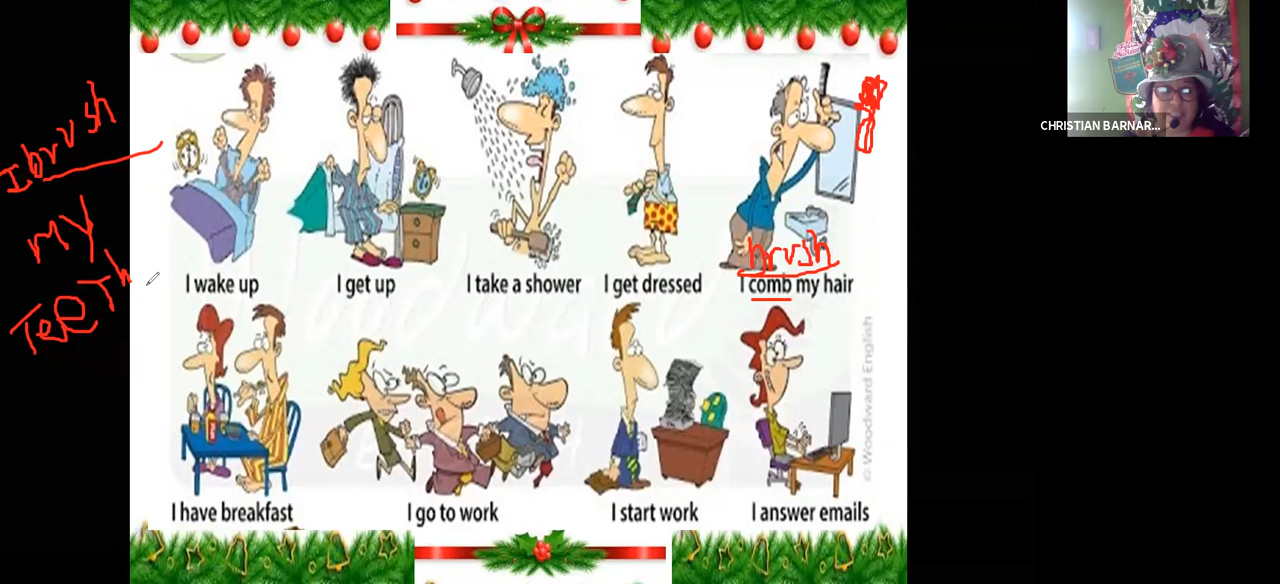 CHRISTIAN BARNAR...
I brush
my
TeeTh
brush
I wake up
I get up
I take a shower
I get dressed
I comb my hair
I have breakfast
I go to work
I start work
I answer emails
© Woodward English